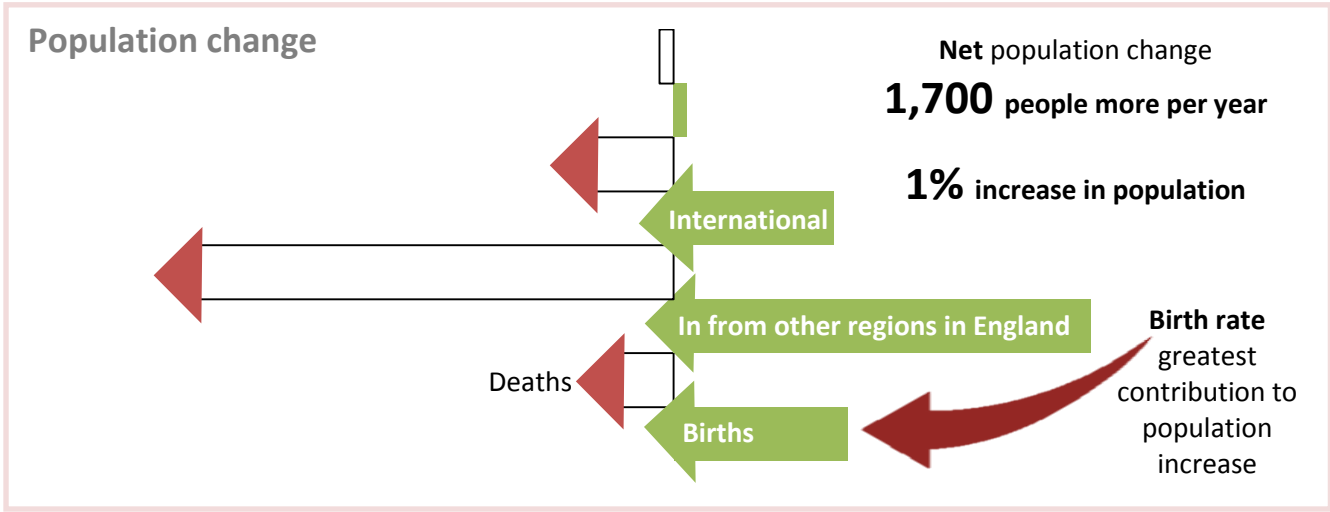 Population change
Net population change
1,700 people more per year
1% increase in population
International
In from other regions in England
Deaths
Births
Birth rate
greatest
contribution to
population
increase